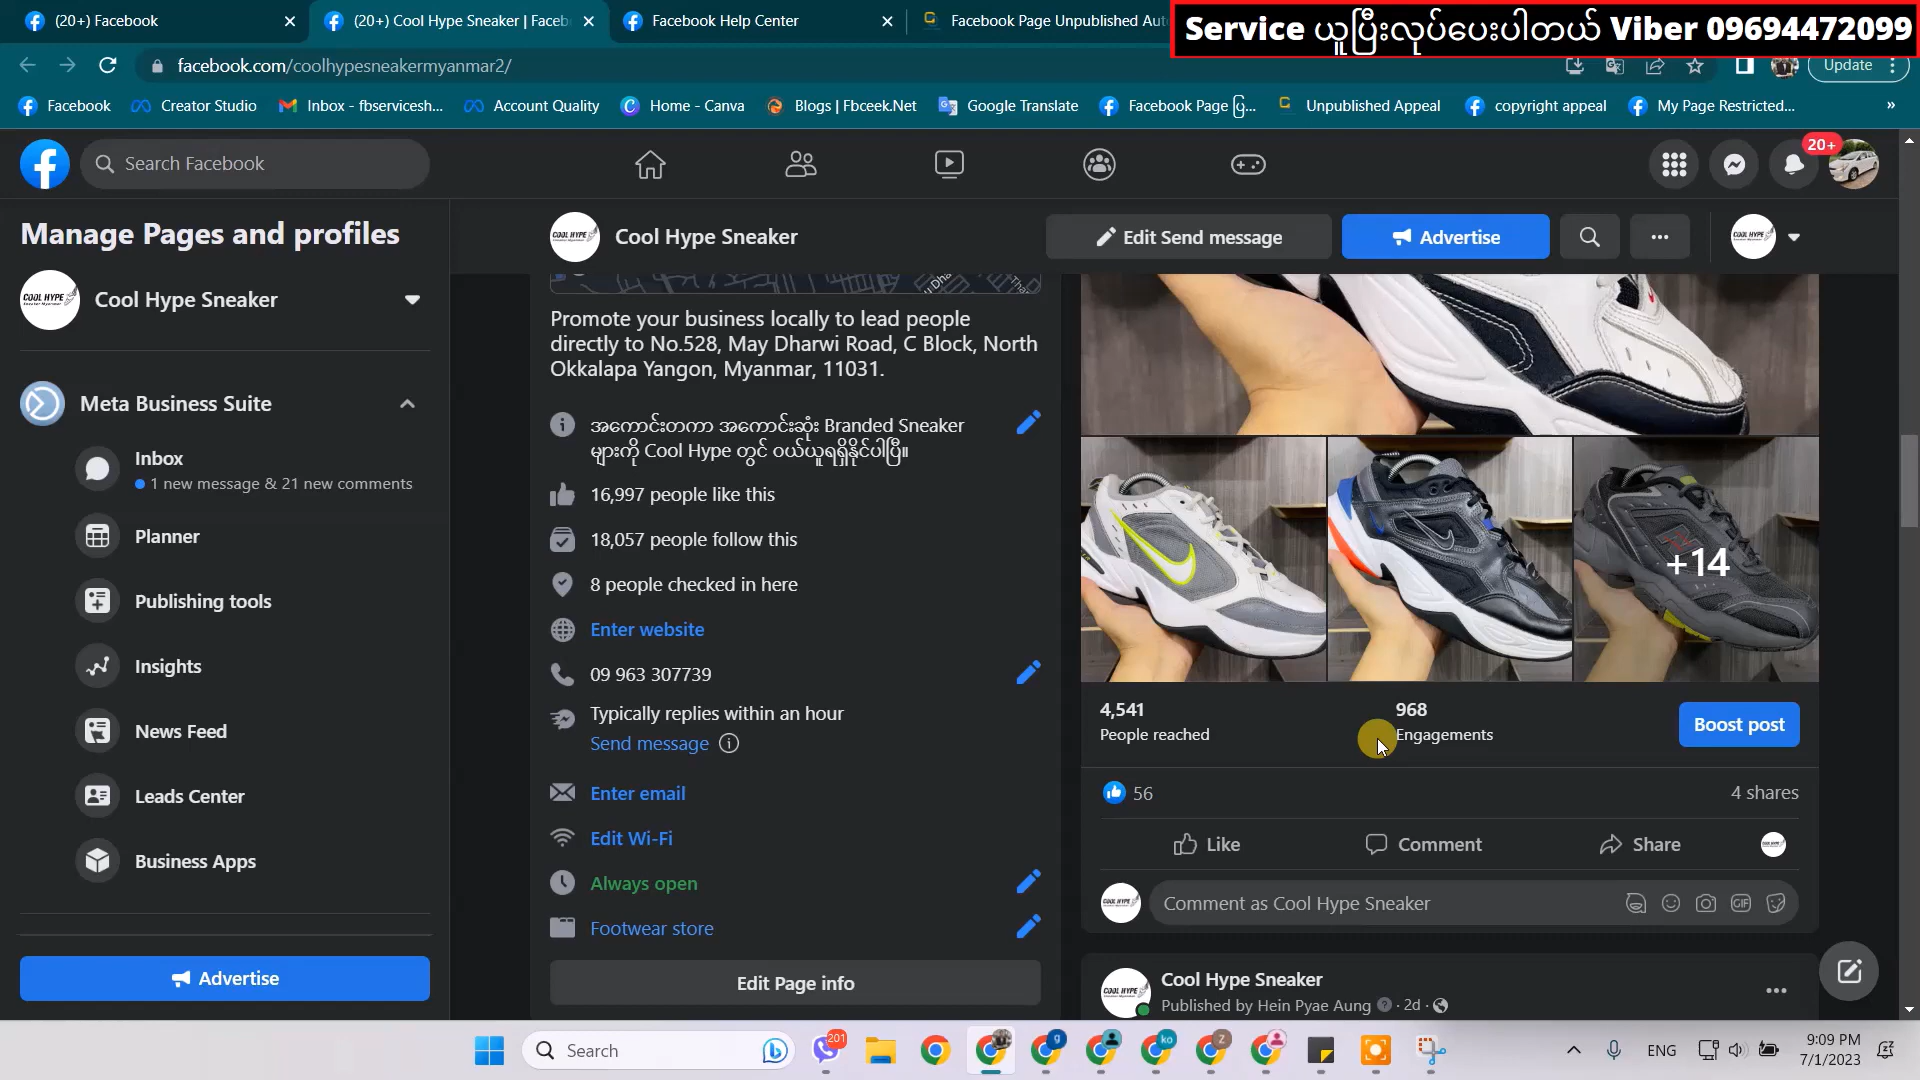 (20+) Facebook
(20+) Cool Hype Sneaker | Faceb
Facebook Help Center
Facebook Page Unpublished Aut
Service ယူပြီးလုပ်ပေးပါတယ် Viber 09694472099
facebook.com/coolhypesneakermyanmar2/
Update
Facebook
Creator Studio
Inbox - fbservicesh...
Account Quality
Home - Canva
Blogs | Fbceek.Net
Google Translate
Facebook Page ပြ...
Unpublished Appeal
copyright appeal
My Page Restricted...
»
Search Facebook
20+
Manage Pages and profiles
Cool Hype Sneaker
Meta Business Suite
Inbox
1 new message & 21 new comments
Planner
Publishing tools
Insights
News Feed
Leads Center
Business Apps
Advertise
COOL HYPE
Cool Hype Sneaker
Edit Send message
Advertise
Promote your business locally to lead people
directly to No.528, May Dharwi Road, C Block, North
Okkalapa Yangon, Myanmar, 11031.
အကောင်းတကာ အကောင်းဆုံး Branded Sneaker
များကို Cool Hype တွင် ဝယ်ယူရရှိနိုင်ပါပြီ။
16,997 people like this
18,057 people follow this
8 people checked in here
Enter website
09 963 307739
Typically replies within an hour
Send message
Enter email
Edit Wi-Fi
Always open
Footwear store
Edit Page info
+14
4,541
People reached
968
Engagements
Boost post
56
4 shares
Like
Comment
Share
Comment as Cool Hype Sneaker
GIF
Cool Hype Sneaker
Published by Hein Pyae Aung · 2d ·
Search
201
g
ko
Z
ENG
9:09 PM
7/1/2023